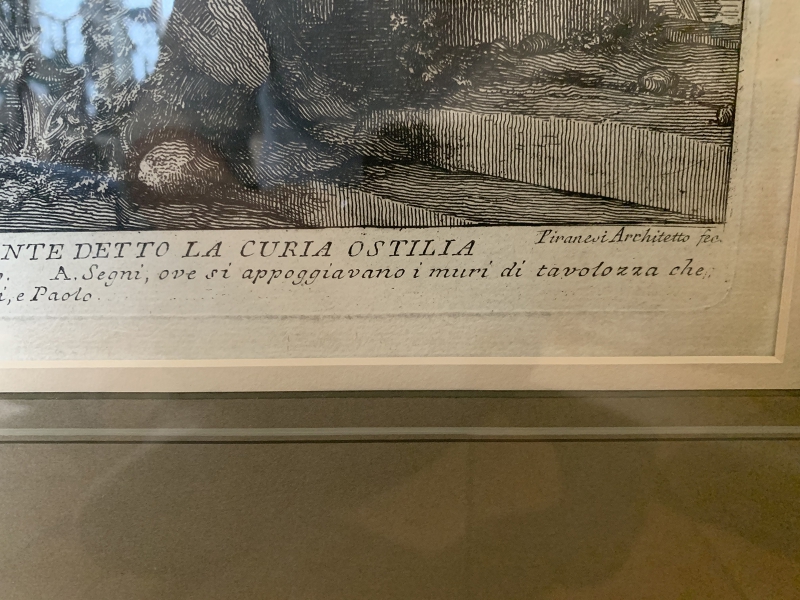 NTE DETTO LA CURIA OSTILIA
Piranesi Architetto fec.
A. Segni, ove si appoggiavano i muri di tavolozza che,
i, e Paolo.